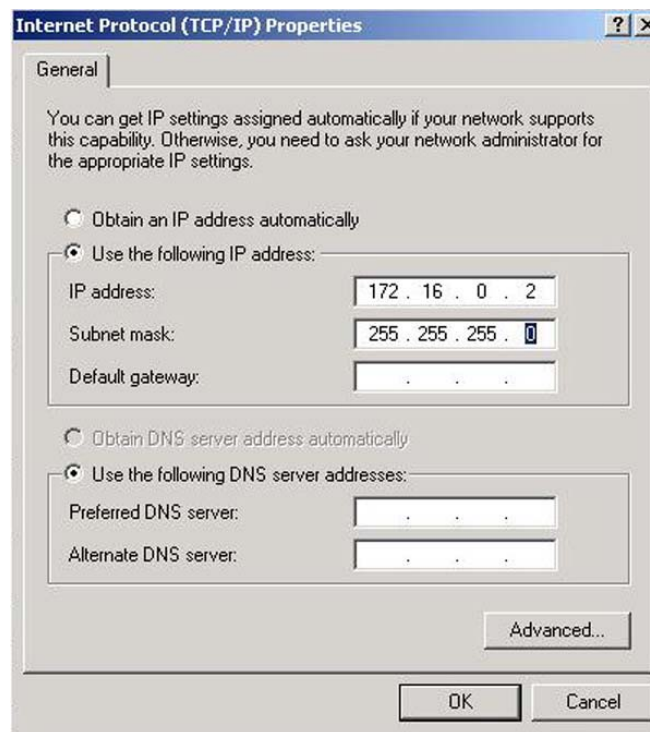 Internet Protocol (TCP/IP) Properties
General
You can get IP settings assigned automatically if your network supports
this capability. Otherwise, you need to ask your network administrator for
the appropriate IP settings.
Obtain an IP address automatically
Use the following IP address:
IP address: 172 . 16 . 0 . 2
Subnet mask: 255 . 255 . 255 . 0
Default gateway: . . .
Obtain DNS server address automatically
Use the following DNS server addresses:
Preferred DNS server: . . .
Alternate DNS server: . . .
Advanced...
OK Cancel